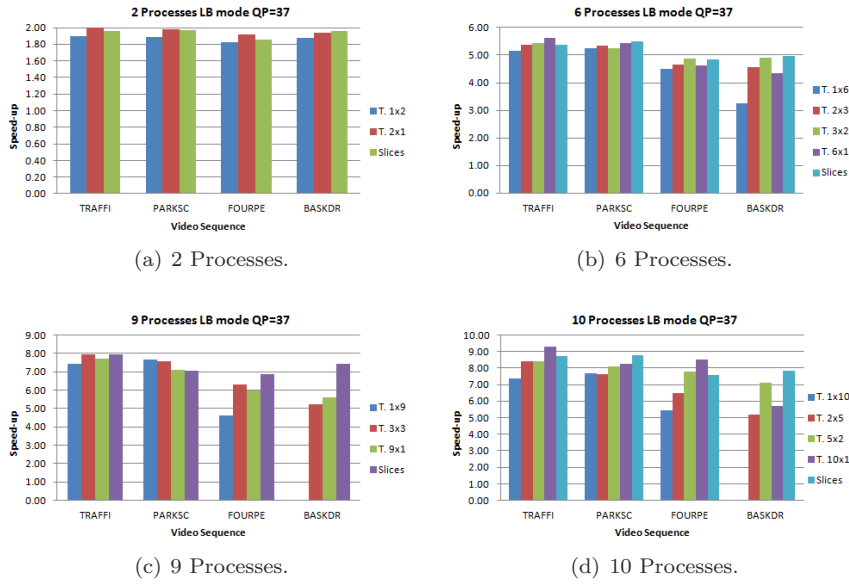 2 Processes LB mode QP=37
2.00
1.80
1.60
1.40
1.20
1.00
0.80
0.60
0.40
0.20
0.00
Speed-up
TRAFFI PARKSC FOURPE BASKDR
Video Sequence
T. 1x2
T. 2x1
Slices
(a) 2 Processes.
6 Processes LB mode QP=37
6.00
5.00
4.00
3.00
2.00
1.00
0.00
Speed-up
TRAFFI PARKSC FOURPE BASKDR
Video Sequence
T. 1x6
T. 2x3
T. 3x2
T. 6x1
Slices
(b) 6 Processes.
9 Processes LB mode QP=37
9.00
8.00
7.00
6.00
5.00
4.00
3.00
2.00
1.00
0.00
Speed-up
TRAFFI PARKSC FOURPE BASKDR
Video Sequence
T. 1x9
T. 3x3
T. 9x1
Slices
(c) 9 Processes.
10 Processes LB mode QP=37
10.00
9.00
8.00
7.00
6.00
5.00
4.00
3.00
2.00
1.00
0.00
Speed-up
TRAFFI PARKSC FOURPE BASKDR
Video Sequence
T. 1x10
T. 2x5
T. 5x2
T. 10x1
Slices
(d) 10 Processes.